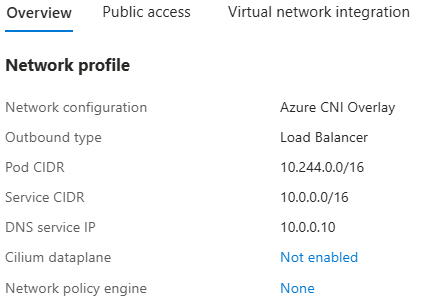 Overview Public access Virtual network integration
Network profile
Network configuration Azure CNI Overlay
Outbound type Load Balancer
Pod CIDR 10.244.0.0/16
Service CIDR 10.0.0.0/16
DNS service IP 10.0.0.10
Cilium dataplane Not enabled
Network policy engine None